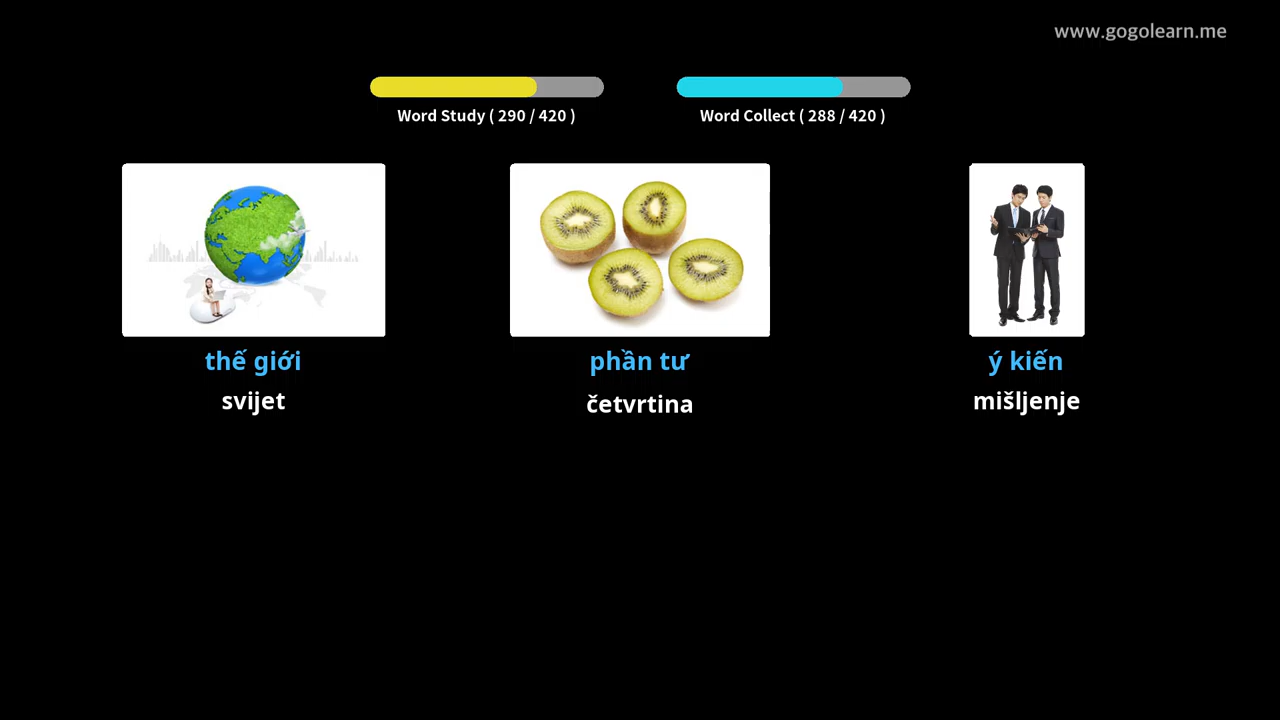 www.gogolearn.me
Word Study ( 290 / 420 )
Word Collect ( 288 / 420 )
thế giới
svijet
phần tư
četvrtina
ý kiến
mišljenje